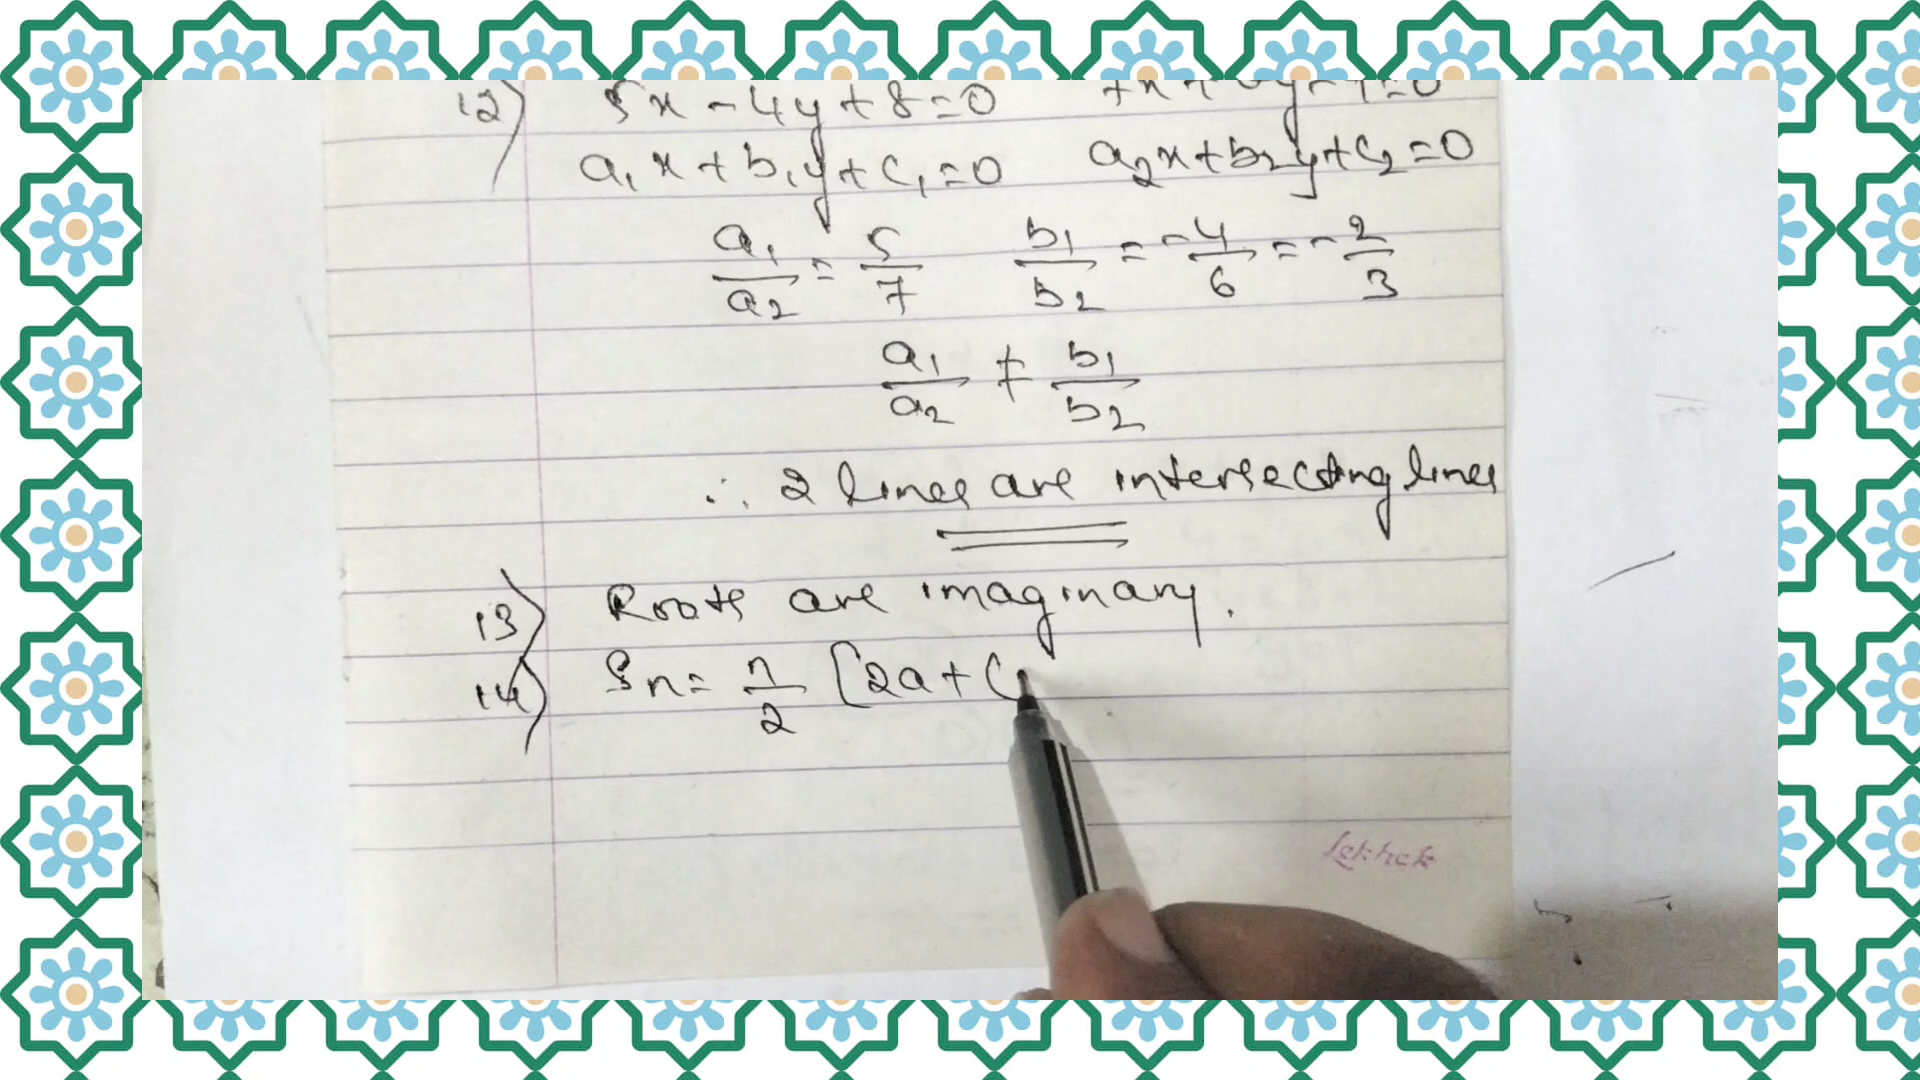 12) 5x - 4y + 8 = 0
a₁x + b₁y + c₁ = 0 a₂x + b₂y + c₂ = 0
a₁/a₂ = 5/7 b₁/b₂ = -4/6 = -2/3
a₁/a₂ ≠ b₁/b₂
∴ 2 lines are intersecting lines
13) Roots are imaginary.
14) Sn = n/2 [2a + (
Lekhak